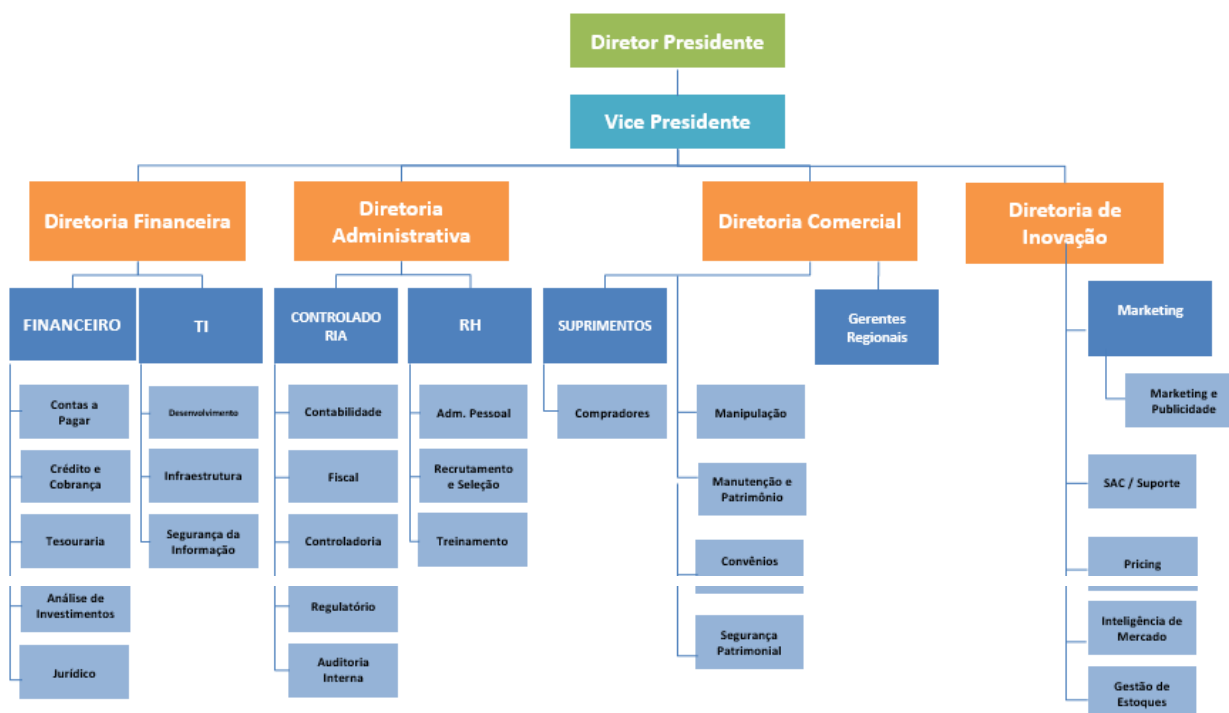 Diretor Presidente
Vice Presidente
Diretoria Financeira
Diretoria
Administrativa
Diretoria Comercial
Diretoria de
Inovação
FINANCEIRO
TI
CONTROLADO
RIA
RH
SUPRIMENTOS
Gerentes
Regionais
Marketing
Contas a
Pagar
Desenvolvimento
Contabilidade
Adm. Pessoal
Compradores
Manipulação
Marketing e
Publicidade
Crédito e
Cobrança
Infraestrutura
Fiscal
Recrutamento
e Seleção
Manutenção e
Patrimônio
SAC / Suporte
Tesouraria
Segurança da
Informação
Controladoria
Treinamento
Convênios
Pricing
Análise de
Investimentos
Regulatório
Segurança
Patrimonial
Inteligência de
Mercado
Jurídico
Auditoria
Interna
Gestão de
Estoques